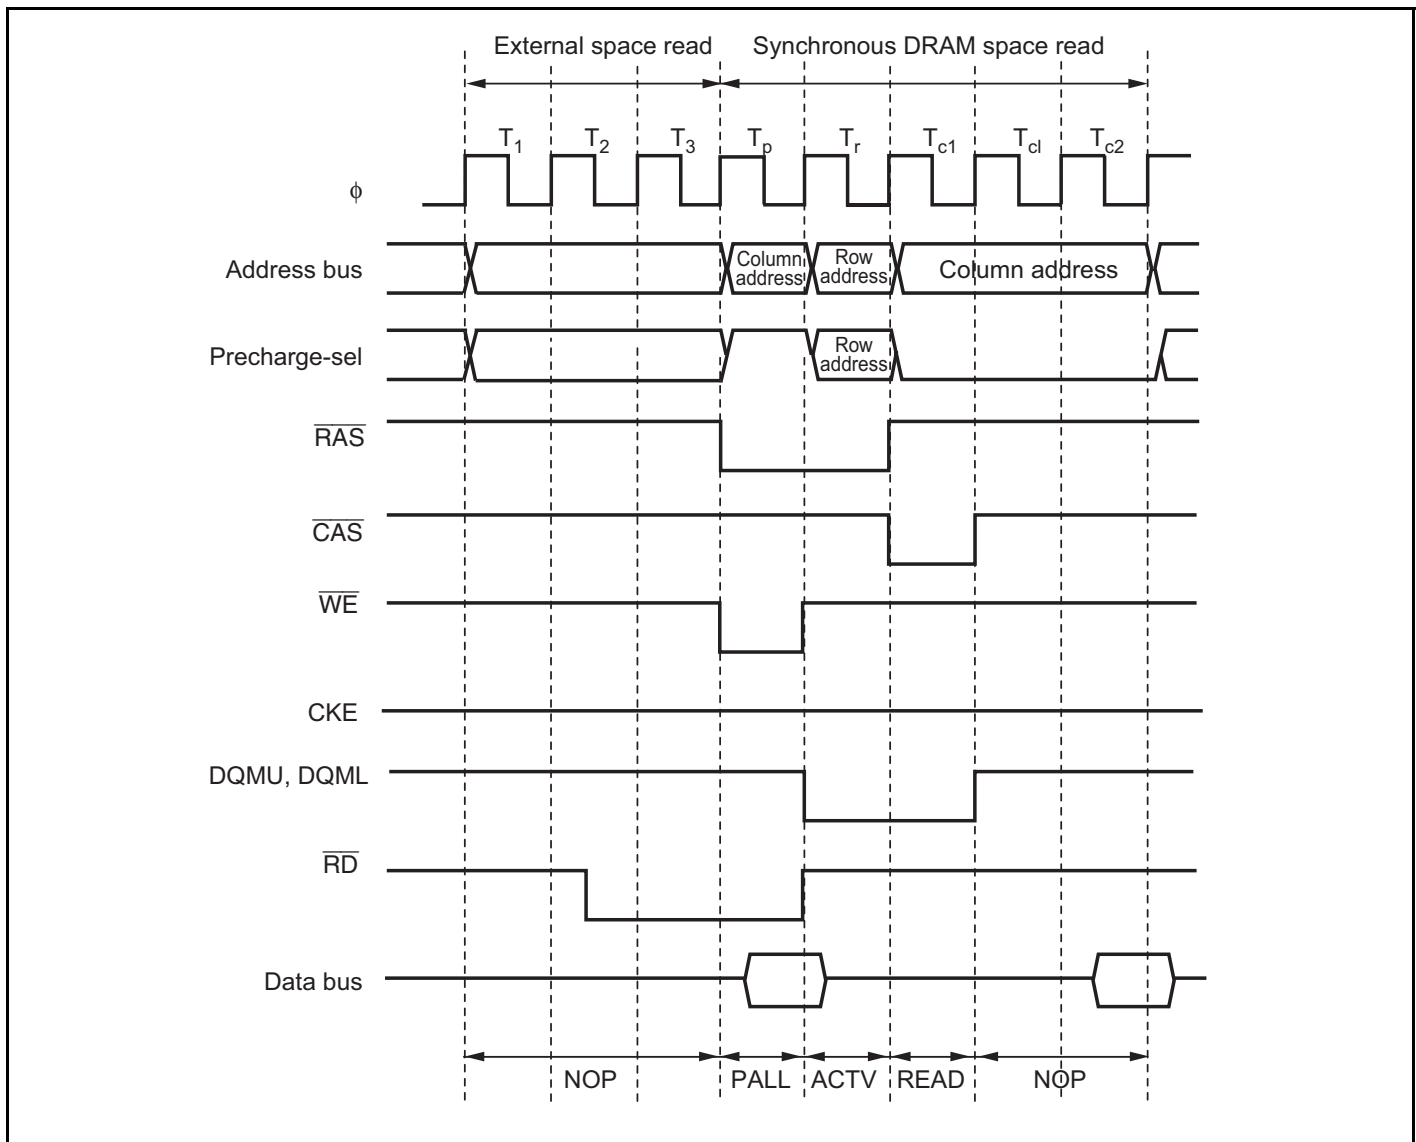 External space read Synchronous DRAM space read
T1 T2 T3 Tp Tr Tc1 Tcl Tc2
ϕ
Address bus Column address Row address Column address
Precharge-sel Row address
RAS
CAS
WE
CKE
DQMU, DQML
RD
Data bus
NOP PALL ACTV READ NOP